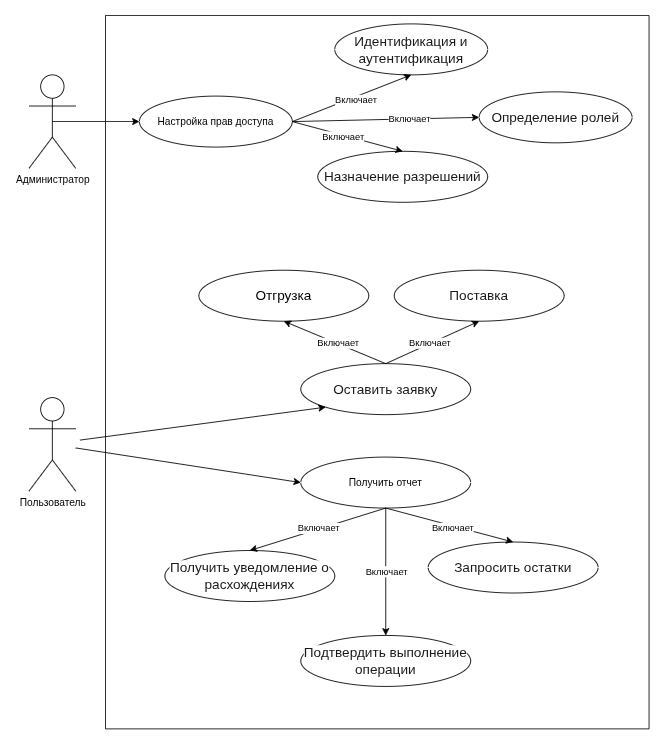 Идентификация и
аутентификация
Включает
Настройка прав доступа
Включает
Определение ролей
Включает
Назначение разрешений
Администратор
Отгрузка
Поставка
Включает
Включает
Оставить заявку
Получить отчет
Пользователь
Включает
Включает
Получить уведомление о
расхождениях
Включает
Запросить остатки
Подтвердить выполнение
операции